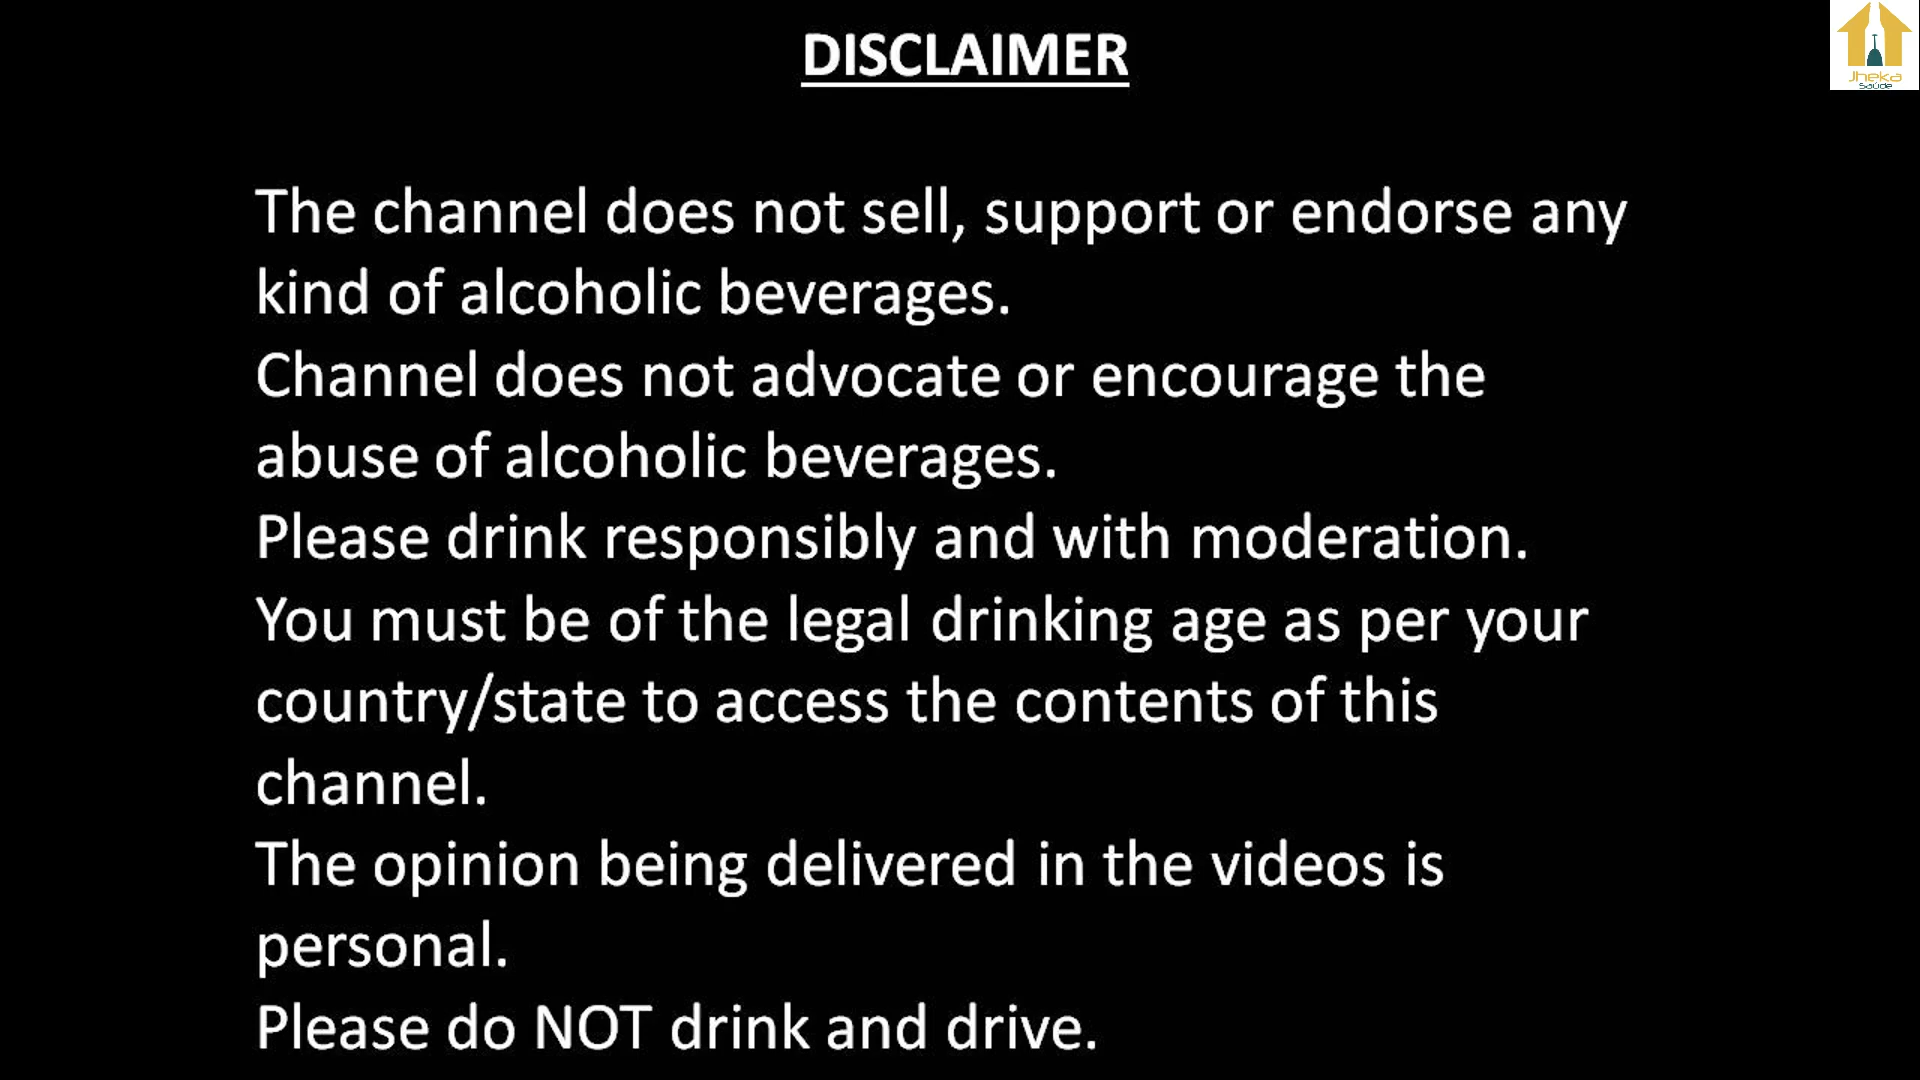 DISCLAIMER
Jheka
Saúde
The channel does not sell, support or endorse any
kind of alcoholic beverages.
Channel does not advocate or encourage the
abuse of alcoholic beverages.
Please drink responsibly and with moderation.
You must be of the legal drinking age as per your
country/state to access the contents of this
channel.
The opinion being delivered in the videos is
personal.
Please do NOT drink and drive.